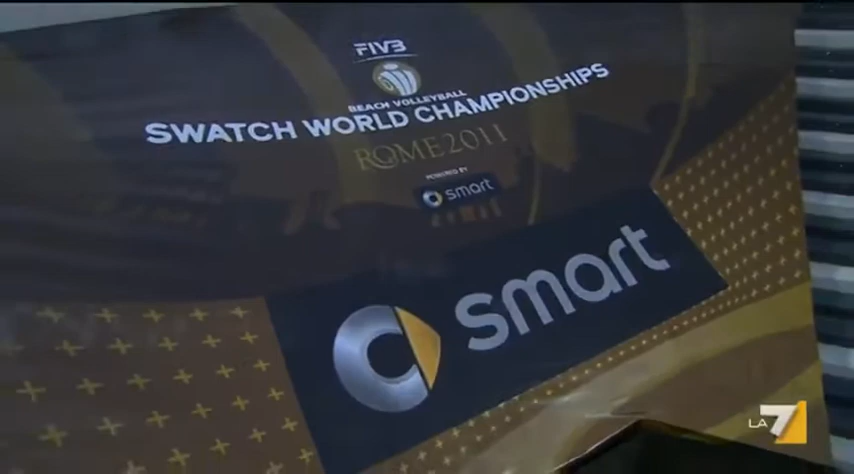 FIVB
BEACH VOLLEYBALL
SWATCH WORLD CHAMPIONSHIPS
ROME 2011
POWERED BY
smart
smart
LA7